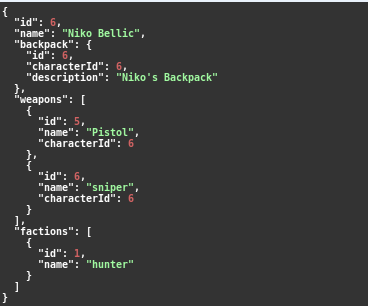 {
  "id": 6,
  "name": "Niko Bellic",
  "backpack": {
    "id": 6,
    "characterId": 6,
    "description": "Niko's Backpack"
  },
  "weapons": [
    {
      "id": 5,
      "name": "Pistol",
      "characterId": 6
    },
    {
      "id": 6,
      "name": "sniper",
      "characterId": 6
    }
  ],
  "factions": [
    {
      "id": 1,
      "name": "hunter"
    }
  ]
}